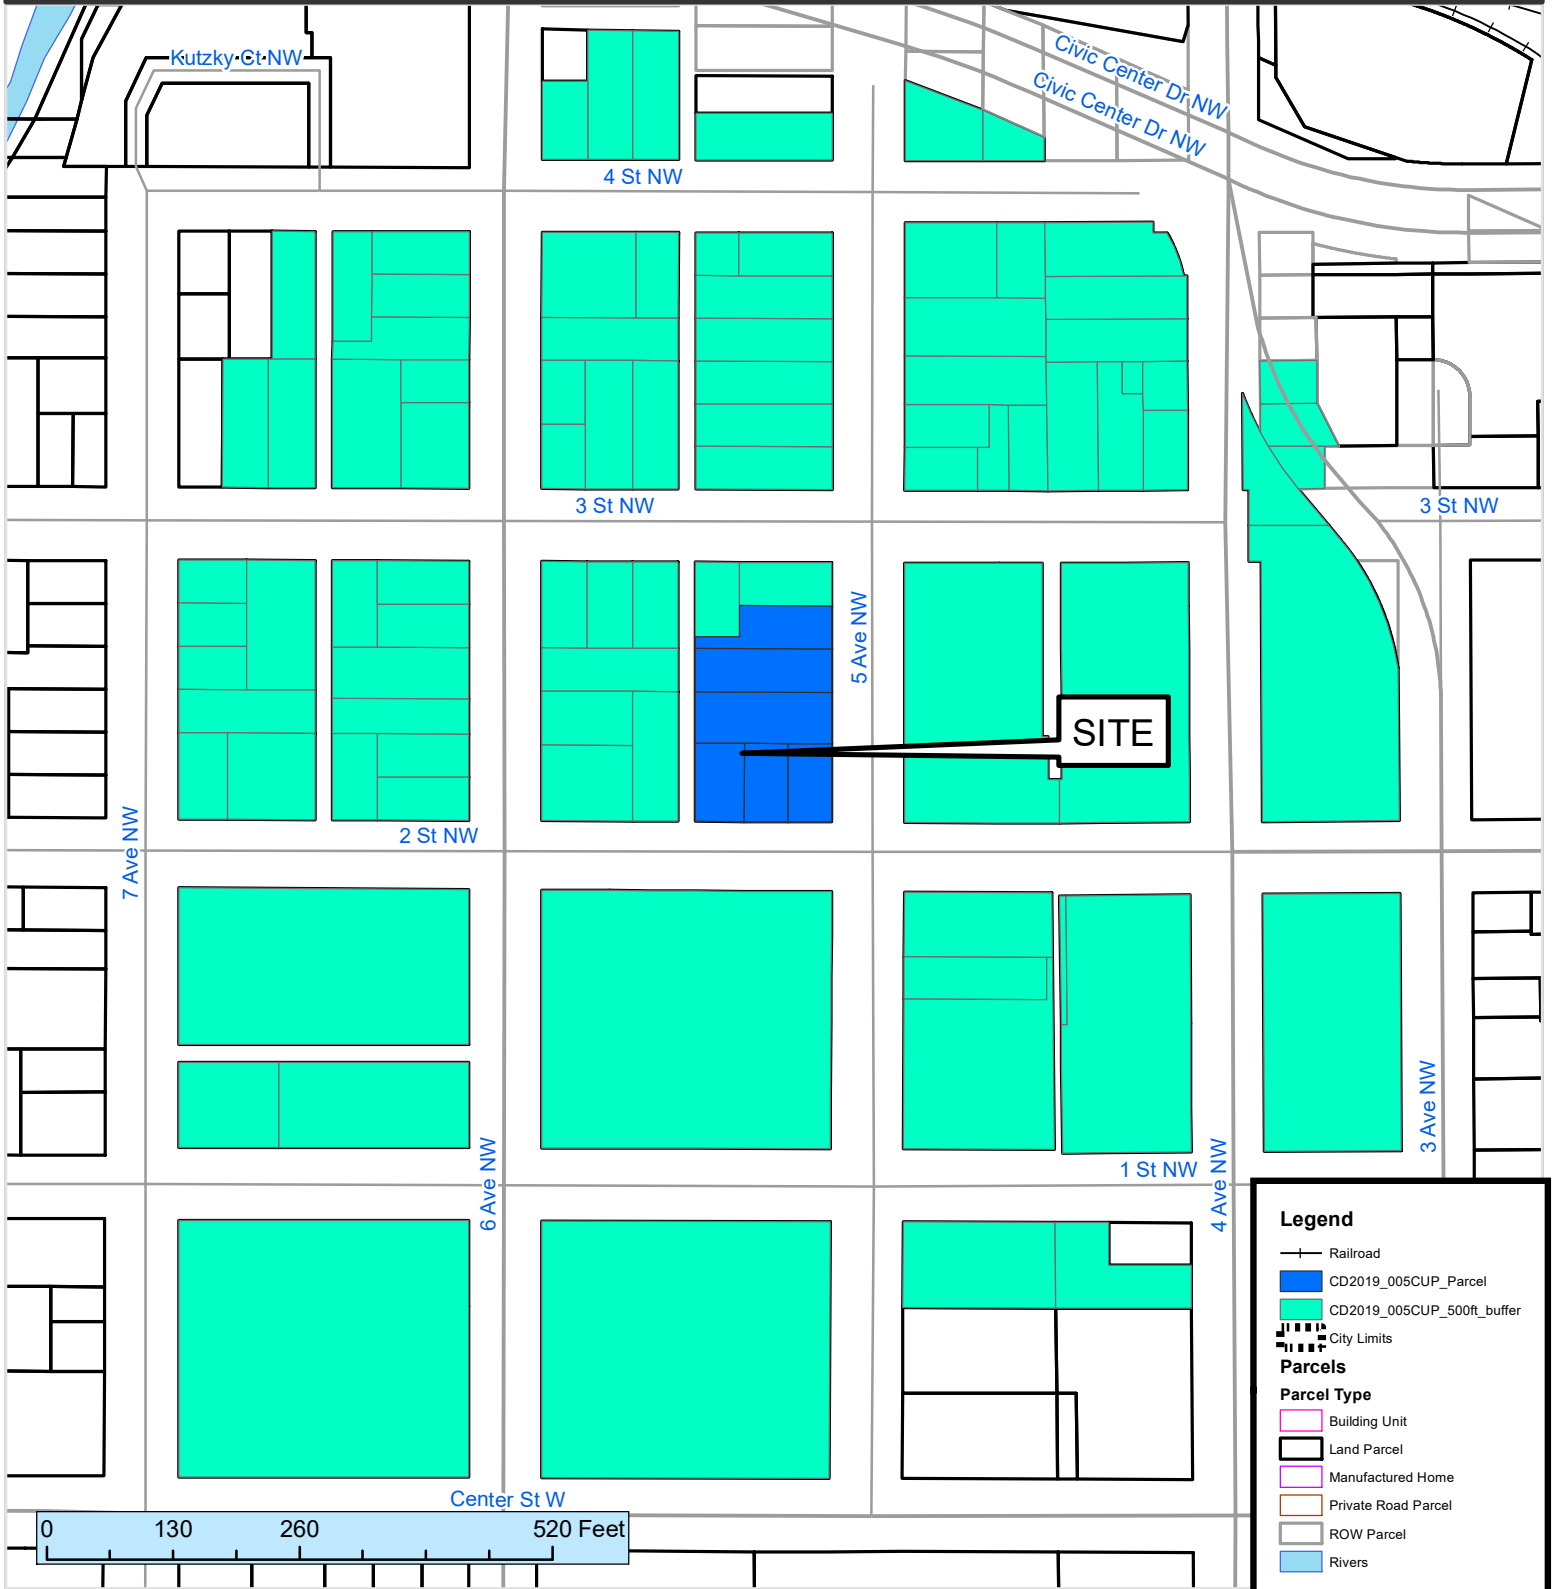 Kutzky Ct NW
Civic Center Dr NW
Civic Center Dr NW
4 St NW
3 St NW
3 St NW
5 Ave NW
SITE
7 Ave NW
2 St NW
6 Ave NW
1 St NW
4 Ave NW
3 Ave NW
Center St W
0 130 260 520 Feet
Legend
Railroad
CD2019_005CUP_Parcel
CD2019_005CUP_500ft_buffer
City Limits
Parcels
Parcel Type
Building Unit
Land Parcel
Manufactured Home
Private Road Parcel
ROW Parcel
Rivers